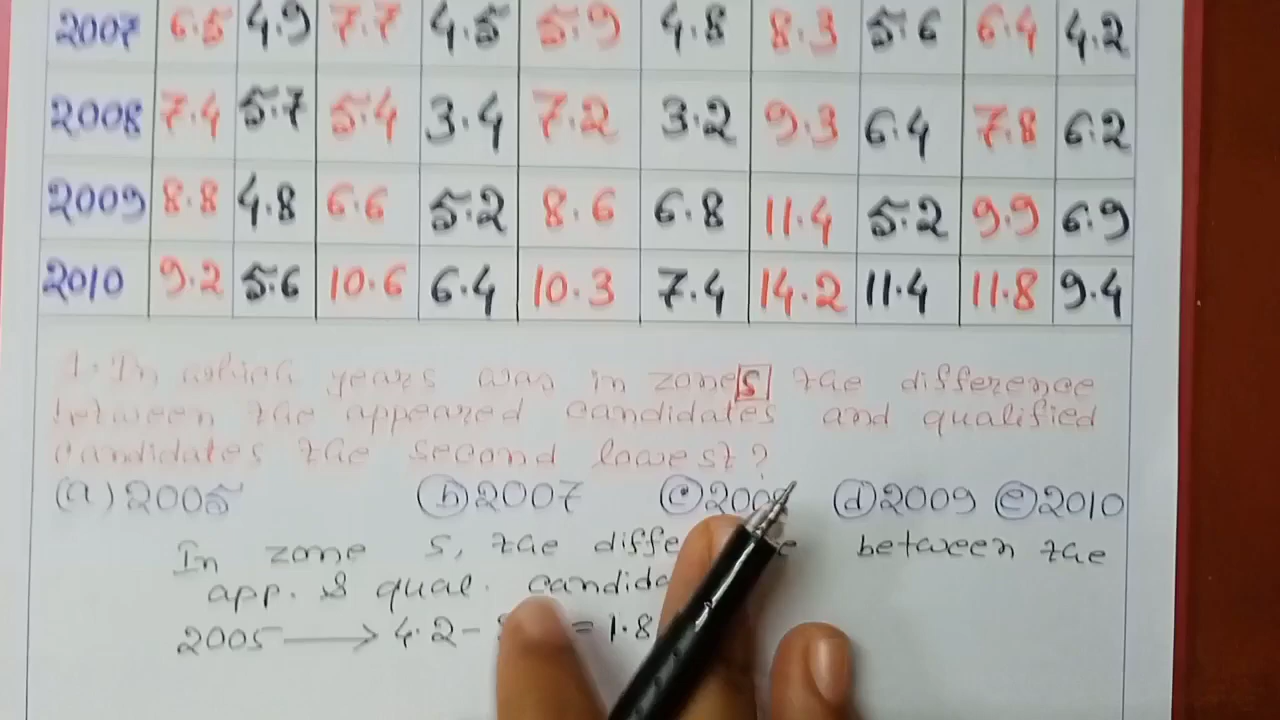 2007 6.5 4.9 7.7 4.5 5.9 4.8 8.3 5.6 6.4 4.2
2008 7.4 5.7 5.4 3.4 7.2 3.2 9.3 6.4 7.8 6.2
2009 8.8 4.8 6.6 5.2 8.6 6.8 11.4 5.2 9.9 6.9
2010 9.2 5.6 10.6 6.4 10.3 7.4 14.2 11.4 11.8 9.4
1. In which years was in zone S the difference
between the appeared candidates and qualified
candidates the second lowest?
(a) 2005 (b) 2007 (c) (d) 2009 (e) 2010
In zone S, the between the
app. & qual.
2005 → 4.2 - = 1.8